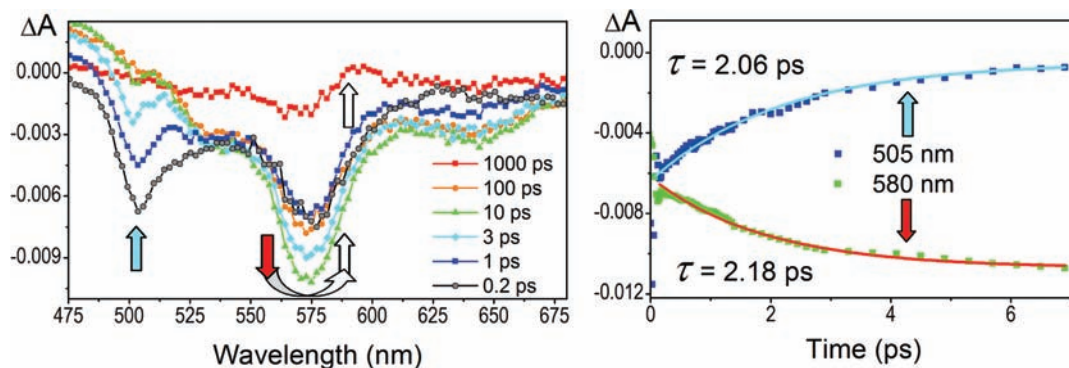 ΔA
0.000
-0.003
-0.006
-0.009
475 500 525 550 575 600 625 650 675
Wavelength (nm)
1000 ps
100 ps
10 ps
3 ps
1 ps
0.2 ps
ΔA
0.000
-0.004
-0.008
-0.012
0 2 4 6
Time (ps)
τ = 2.06 ps
505 nm
580 nm
τ = 2.18 ps